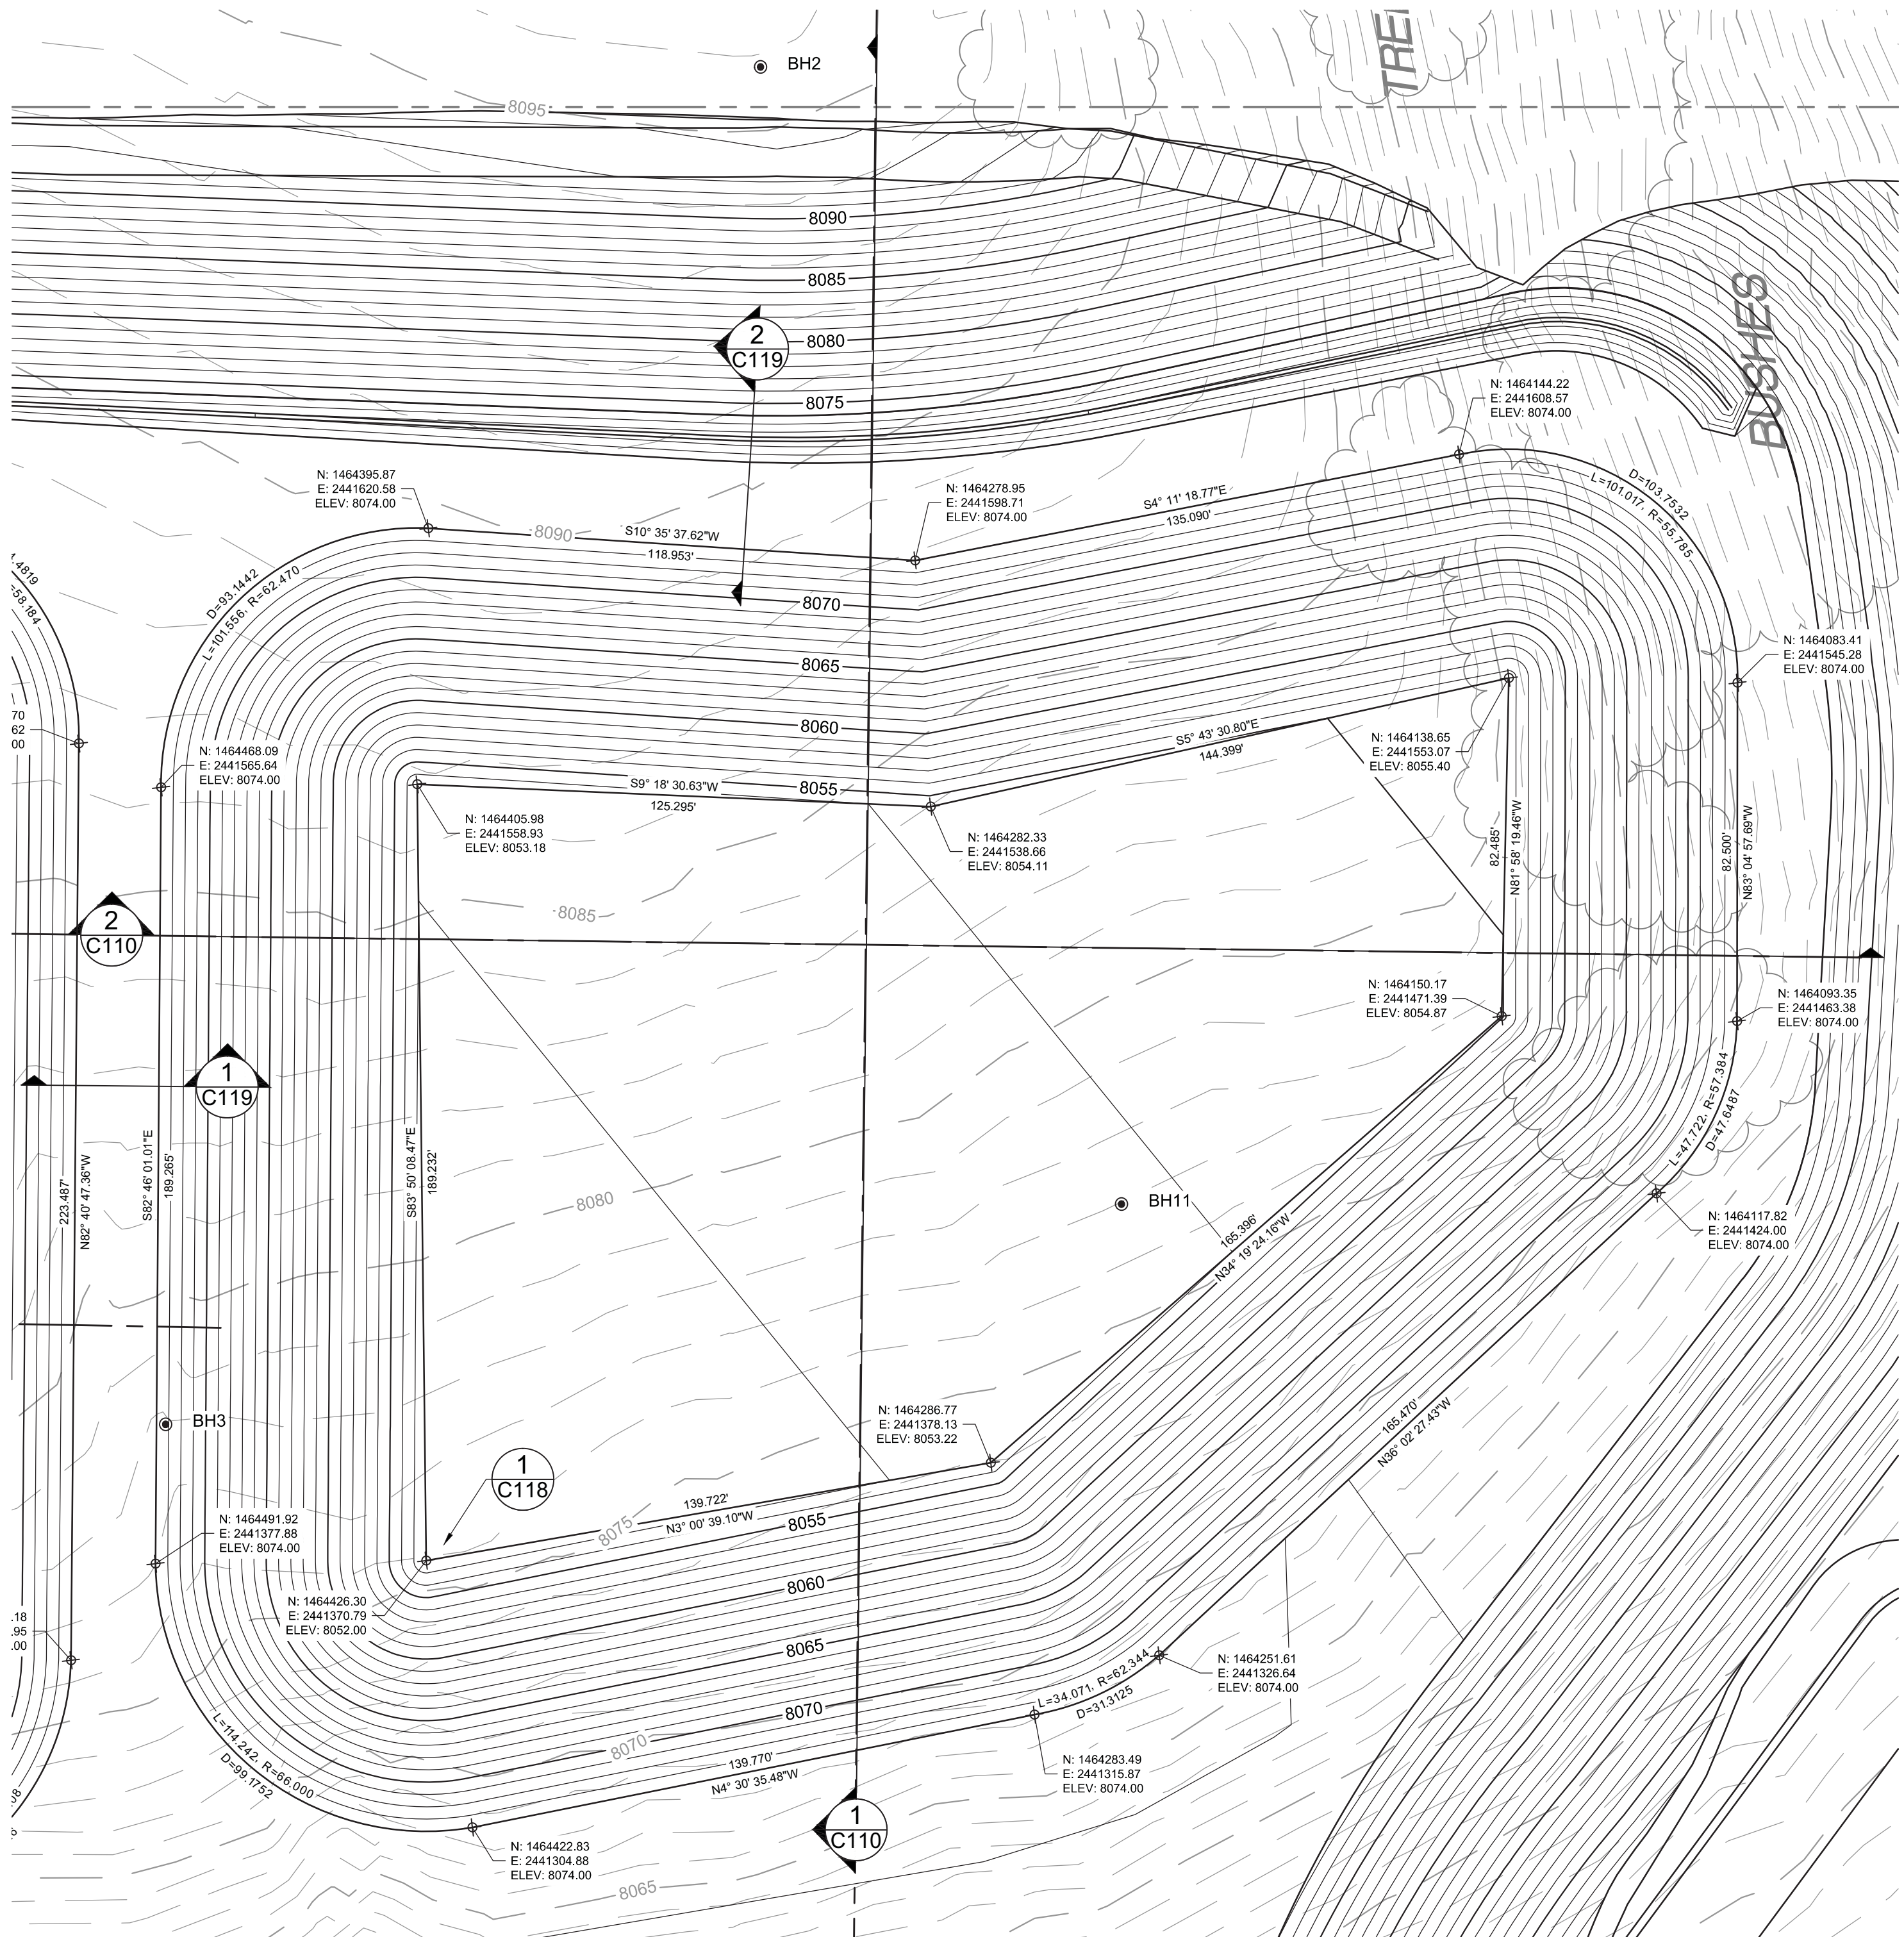 BH2
TRE
8095
8090
8085
2
C119
8080
8075
BUSHES
N: 1464144.22
E: 2441608.57
ELEV: 8074.00
N: 1464395.87
E: 2441620.58
ELEV: 8074.00
N: 1464278.95
E: 2441598.71
ELEV: 8074.00
S4° 11' 18.77"E
135.090'
D=103.7532
L=101.017, R=55.785
8090
S10° 35' 37.62"W
118.953'
.4819
=58.184
D=93.1442
L=101.556, R=62.470
8070
8065
8060
8055
N: 1464083.41
E: 2441545.28
ELEV: 8074.00
70
62
00
N: 1464468.09
E: 2441565.64
ELEV: 8074.00
S5° 43' 30.80"E
144.399'
N: 1464138.65
E: 2441553.07
ELEV: 8055.40
S9° 18' 30.63"W
125.295'
N: 1464405.98
E: 2441558.93
ELEV: 8053.18
N: 1464282.33
E: 2441538.66
ELEV: 8054.11
82.485'
N81° 58' 19.46"W
82.500'
N83° 04' 57.69"W
8085
2
C110
N: 1464150.17
E: 2441471.39
ELEV: 8054.87
N: 1464093.35
E: 2441463.38
ELEV: 8074.00
1
C119
L=47.722, R=57.384
D=47.6487
223.487'
N82° 40' 47.36"W
S82° 46' 01.01"E
189.265'
S83° 50' 08.47"E
189.232'
8080
BH11
165.396'
N34° 19' 24.16"W
N: 1464117.82
E: 2441424.00
ELEV: 8074.00
BH3
N: 1464286.77
E: 2441378.13
ELEV: 8053.22
165.470'
N36° 02' 27.43"W
1
C118
139.722'
N3° 00' 39.10"W
8075
8055
N: 1464491.92
E: 2441377.88
ELEV: 8074.00
8060
N: 1464426.30
E: 2441370.79
ELEV: 8052.00
.18
.95
.00
8065
N: 1464251.61
E: 2441326.64
ELEV: 8074.00
L=34.071, R=62.344
D=31.3125
8070
8070
L=114.242, R=66.000
D=99.1752
139.770'
N4° 30' 35.48"W
N: 1464283.49
E: 2441315.87
ELEV: 8074.00
1
C110
N: 1464422.83
E: 2441304.88
ELEV: 8074.00
8065